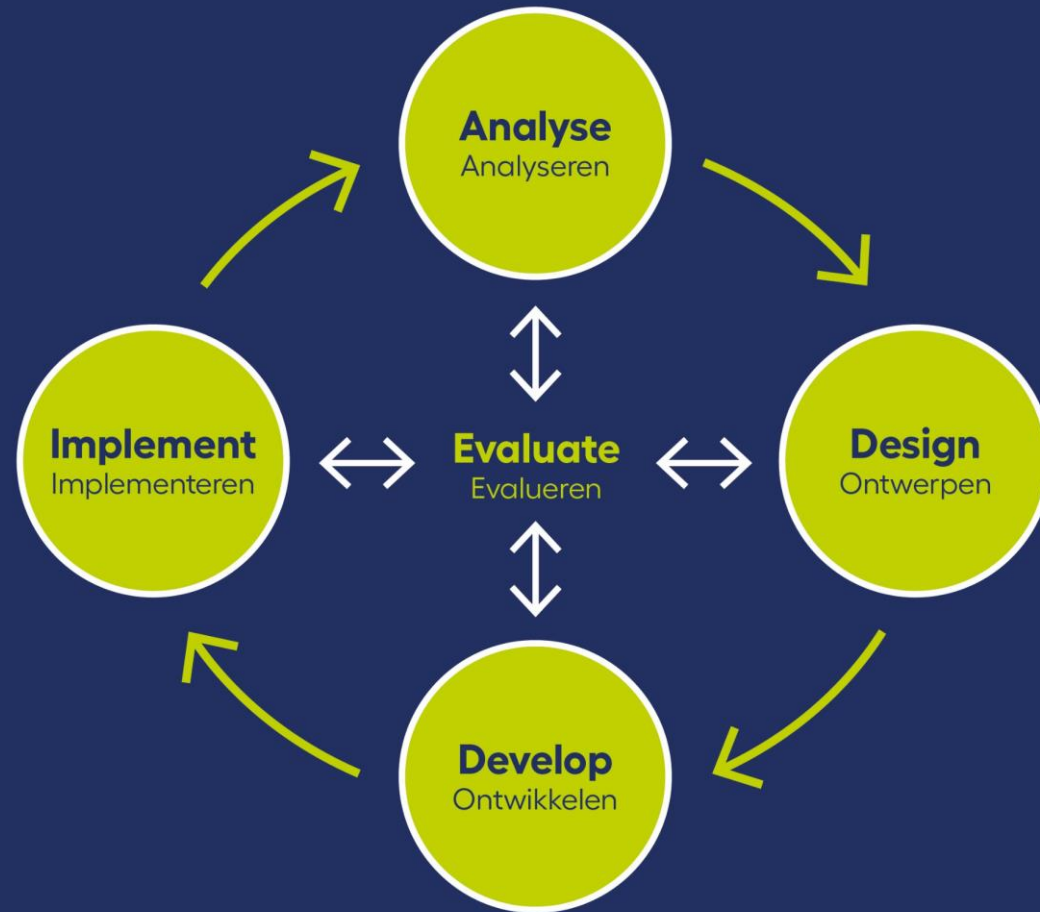 Analyse
Analyseren
Implement
Implementeren
Evaluate
Evalueren
Design
Ontwerpen
Develop
Ontwikkelen